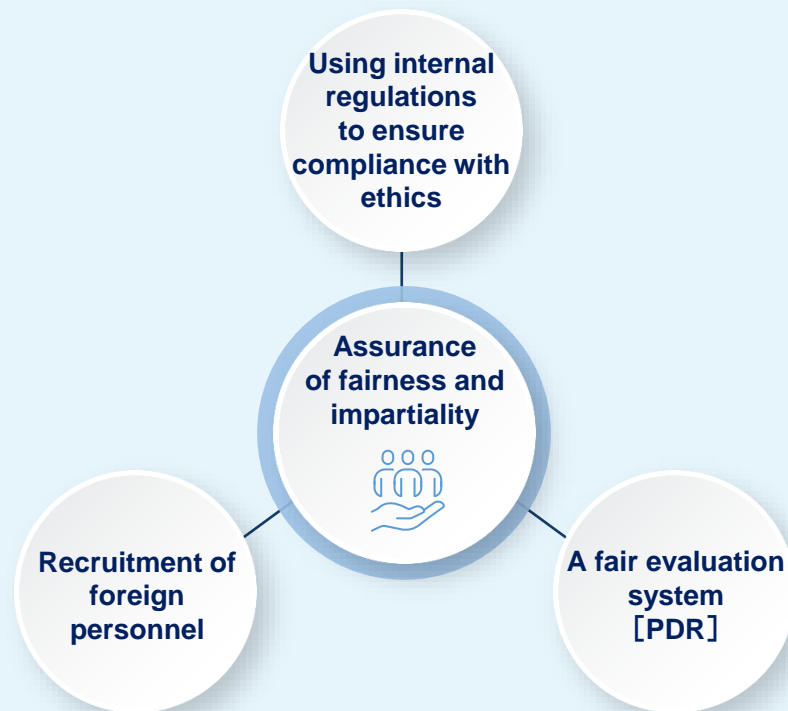 Using internal
regulations
to ensure
compliance with
ethics
Assurance
of fairness and
impartiality
Recruitment of
foreign
personnel
A fair evaluation
system
［PDR］